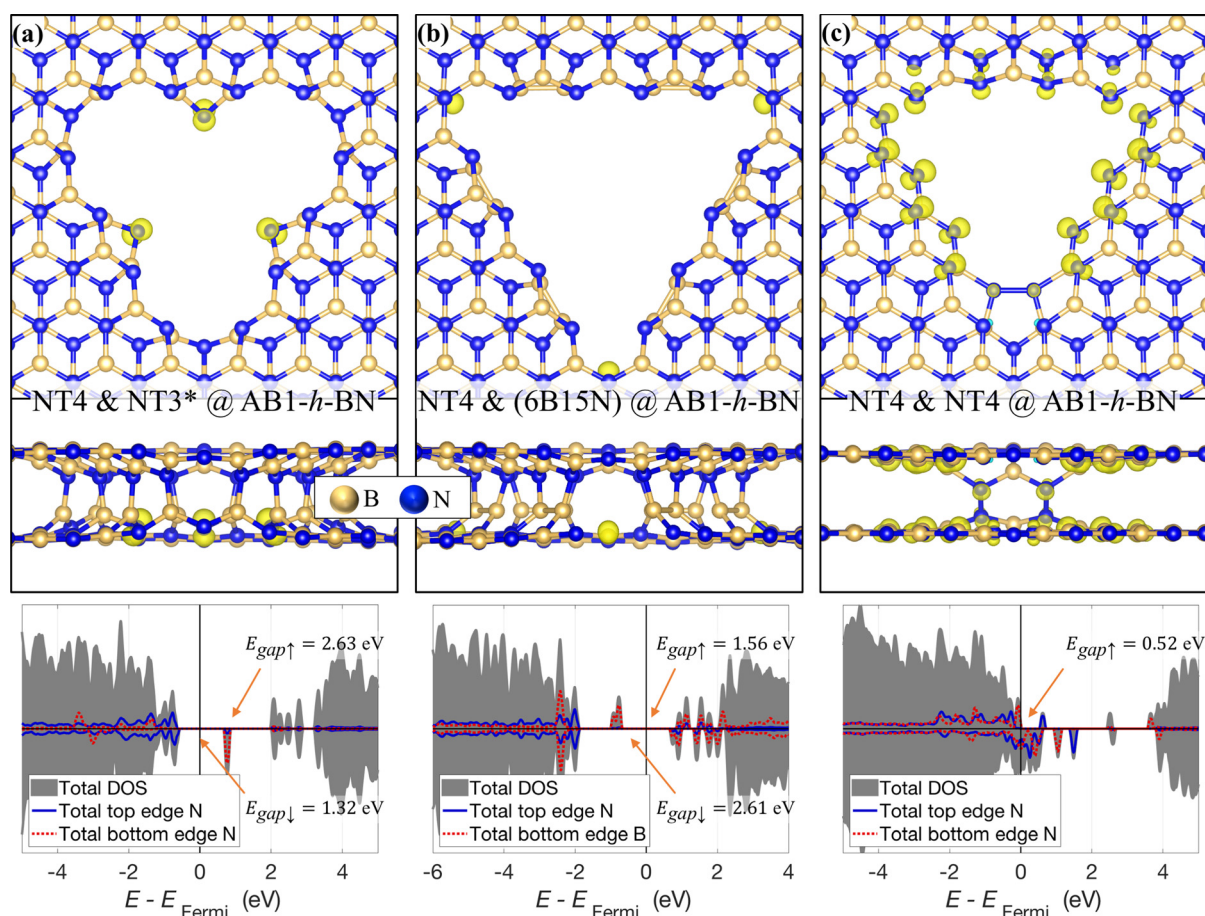 (a)
(b)
(c)
NT4 & NT3* @ AB1-h-BN
NT4 & (6B15N) @ AB1-h-BN
NT4 & NT4 @ AB1-h-BN
B N
E_gap↑ = 2.63 eV
E_gap↓ = 1.32 eV
Total DOS
Total top edge N
Total bottom edge N
-4 -2 0 2 4
E - E_Fermi (eV)
E_gap↑ = 1.56 eV
E_gap↓ = 2.61 eV
Total DOS
Total top edge N
Total bottom edge B
-6 -4 -2 0 2 4
E - E_Fermi (eV)
E_gap↑ = 0.52 eV
Total DOS
Total top edge N
Total bottom edge N
-4 -2 0 2 4
E - E_Fermi (eV)